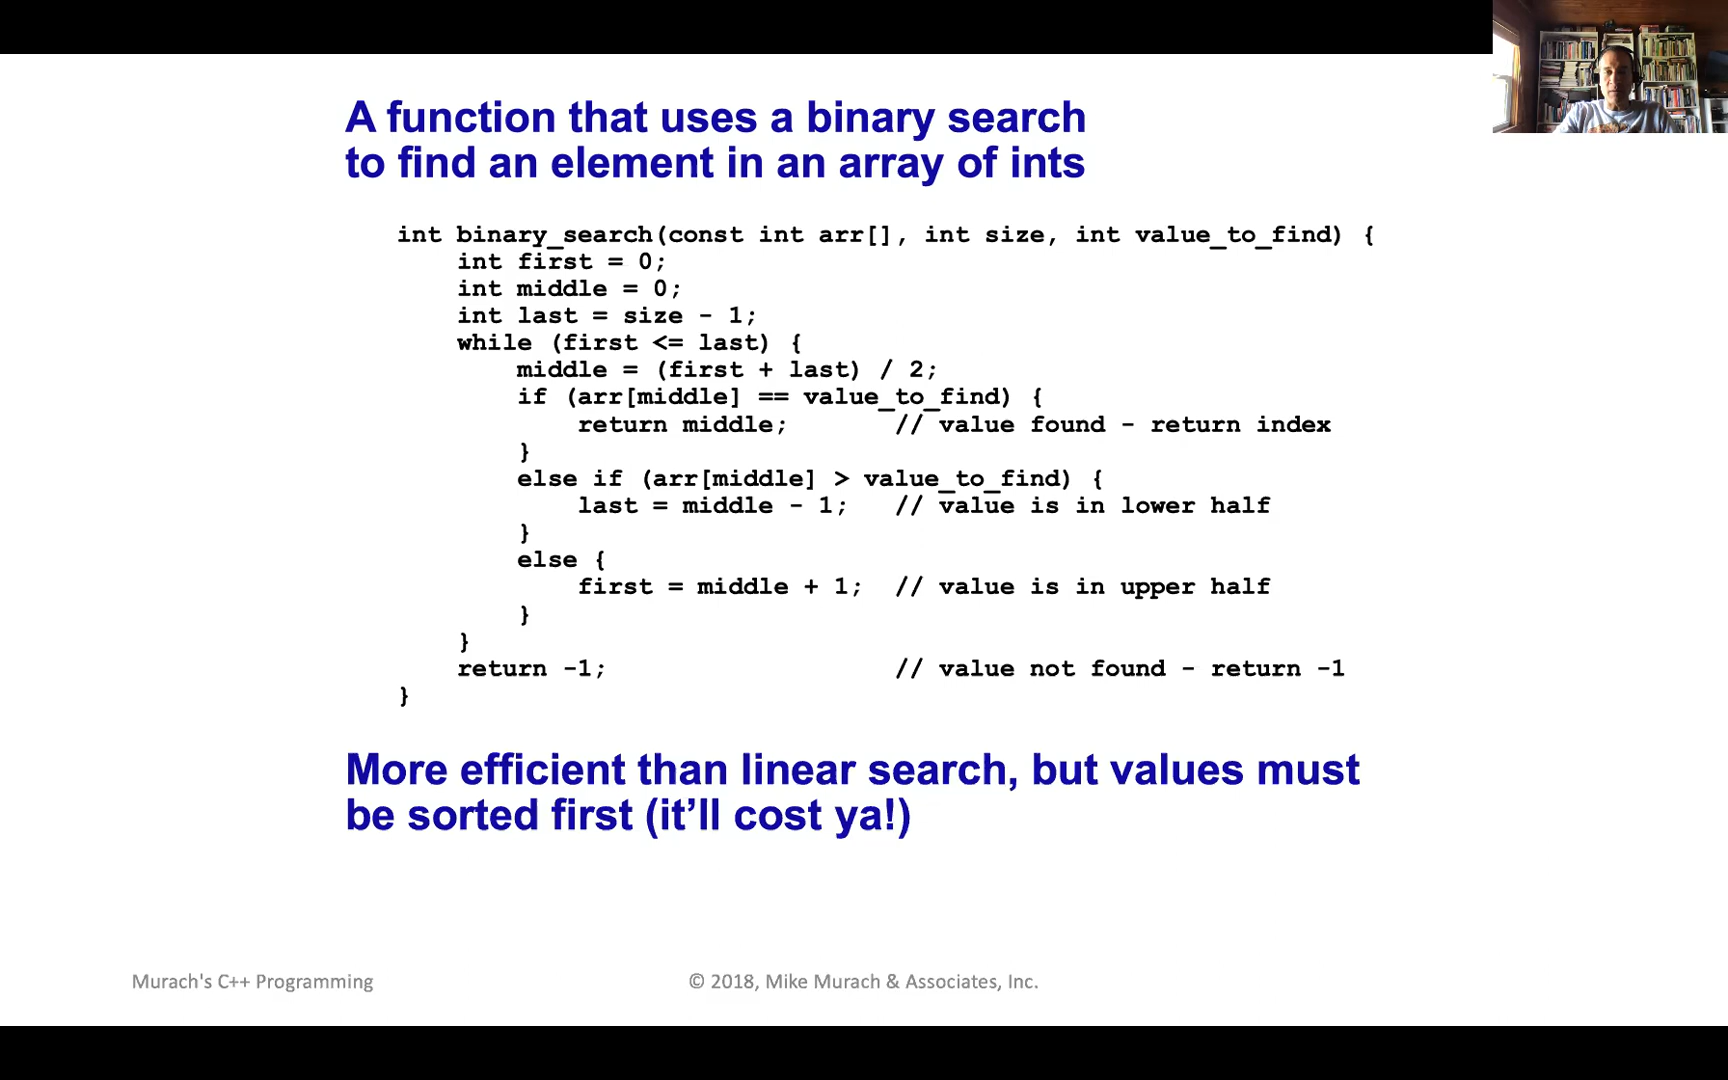 A function that uses a binary search
to find an element in an array of ints
int binary_search(const int arr[], int size, int value_to_find) {
    int first = 0;
    int middle = 0;
    int last = size - 1;
    while (first <= last) {
        middle = (first + last) / 2;
        if (arr[middle] == value_to_find) {
            return middle;       // value found - return index
        }
        else if (arr[middle] > value_to_find) {
            last = middle - 1;   // value is in lower half
        }
        else {
            first = middle + 1;  // value is in upper half
        }
    }
    return -1;                   // value not found - return -1
}
More efficient than linear search, but values must
be sorted first (it’ll cost ya!)
Murach's C++ Programming
© 2018, Mike Murach & Associates, Inc.